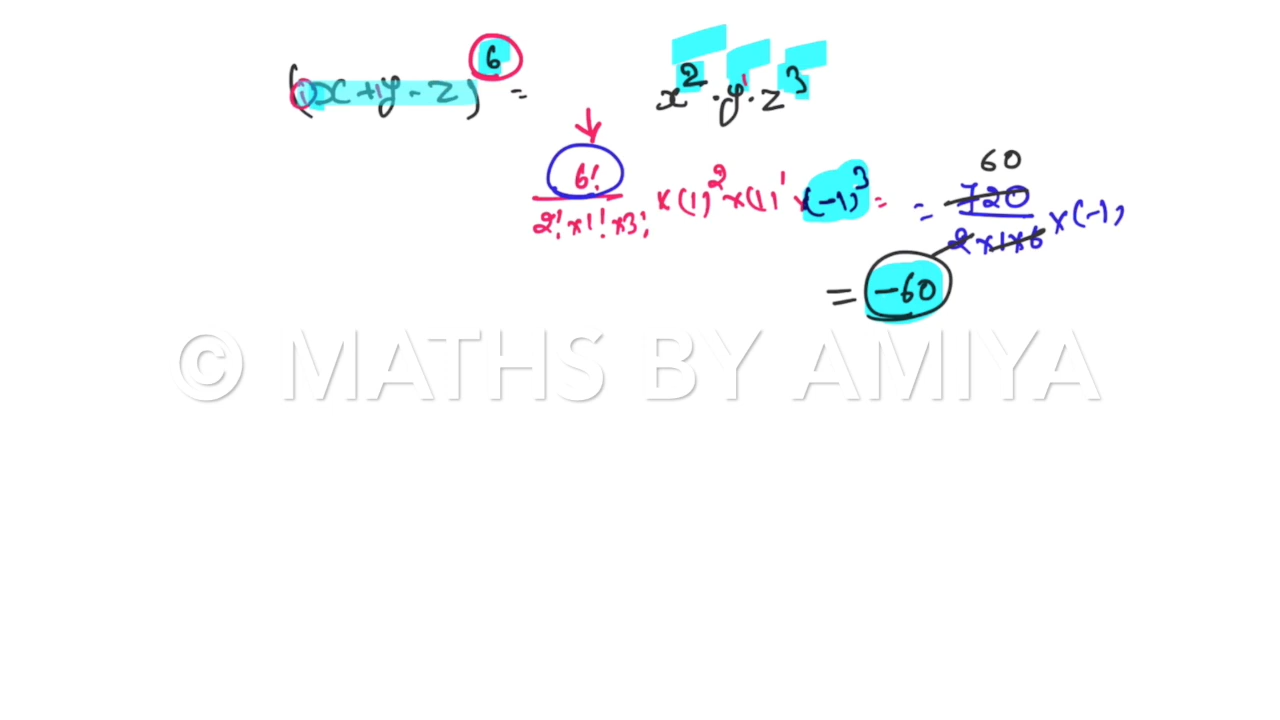 (1x + 1y - z)^6 = x^2 · y^1 · z^3
6!/(2! × 1! × 3!) × (1)^2 × (1)^1 × (-1)^3 = = 720/(2 × 1 × 6) × (-1)
60
= -60
© MATHS BY AMIYA